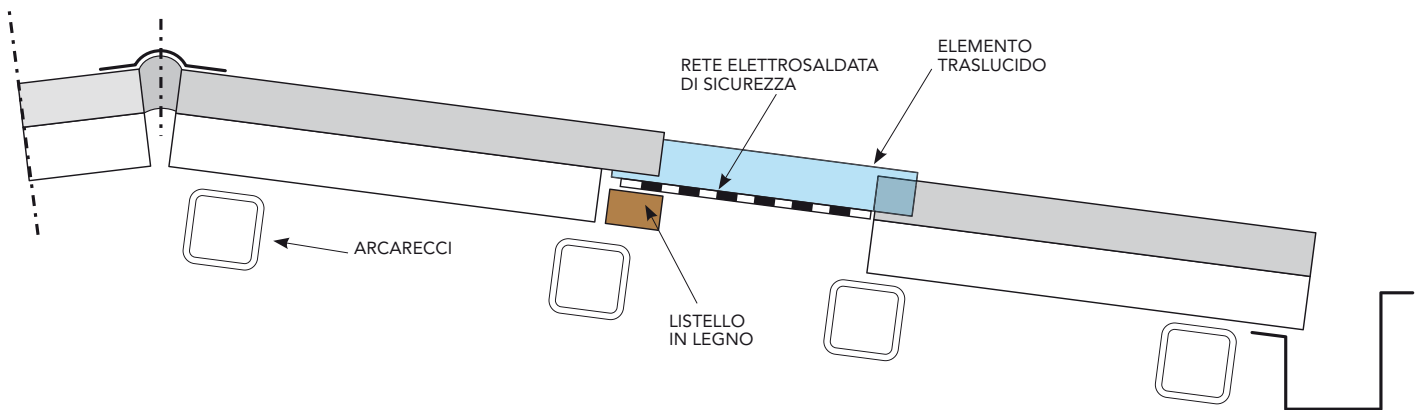 RETE ELETTROSALDATA
DI SICUREZZA
ELEMENTO
TRASLUCIDO
ARCARECCI
LISTELLO
IN LEGNO